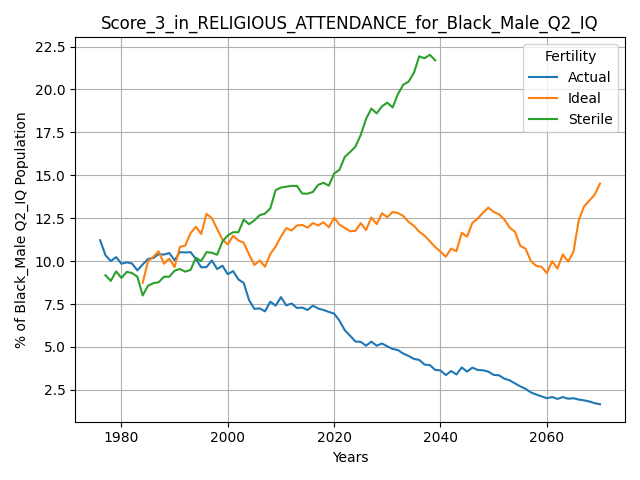 Score_3_in_RELIGIOUS_ATTENDANCE_for_Black_Male_Q2_IQ
% of Black_Male Q2_IQ Population
22.5
20.0
17.5
15.0
12.5
10.0
7.5
5.0
2.5
Fertility
Actual
Ideal
Sterile
1980 2000 2020 2040 2060
Years